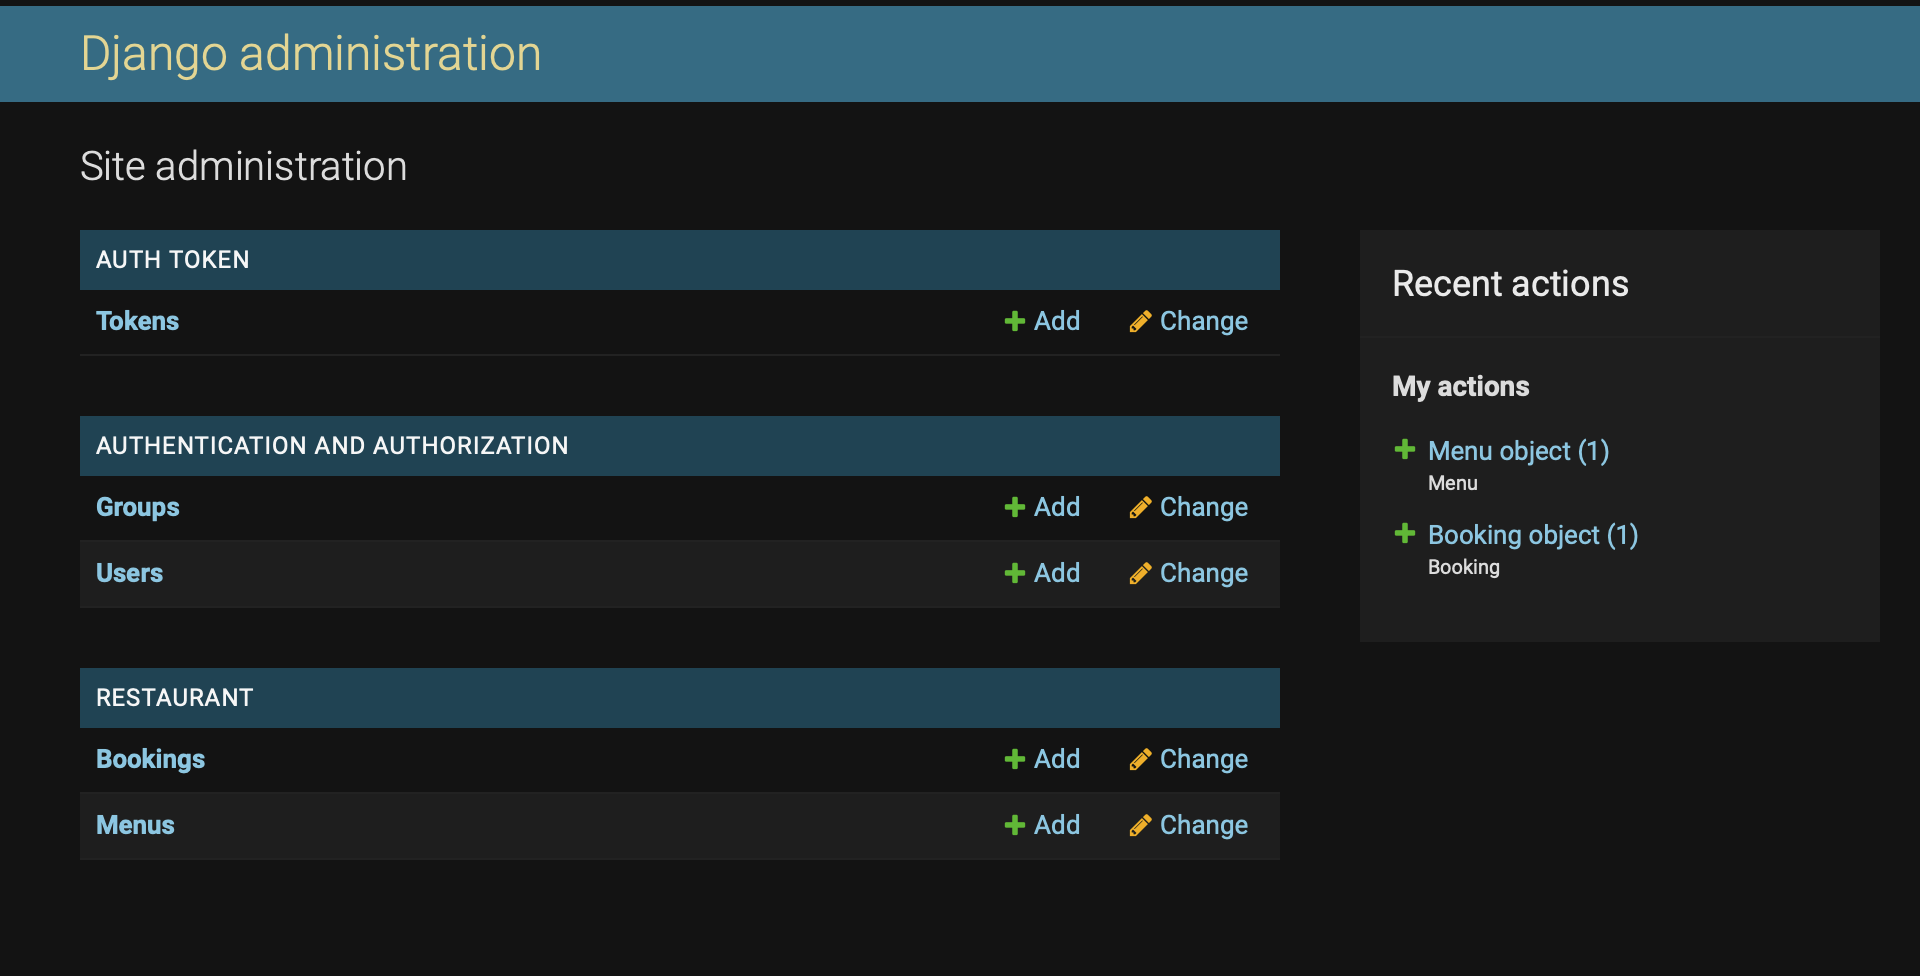 Django administration
Site administration
AUTH TOKEN
Tokens Add Change
AUTHENTICATION AND AUTHORIZATION
Groups Add Change
Users Add Change
RESTAURANT
Bookings Add Change
Menus Add Change
Recent actions
My actions
Menu object (1)
Menu
Booking object (1)
Booking